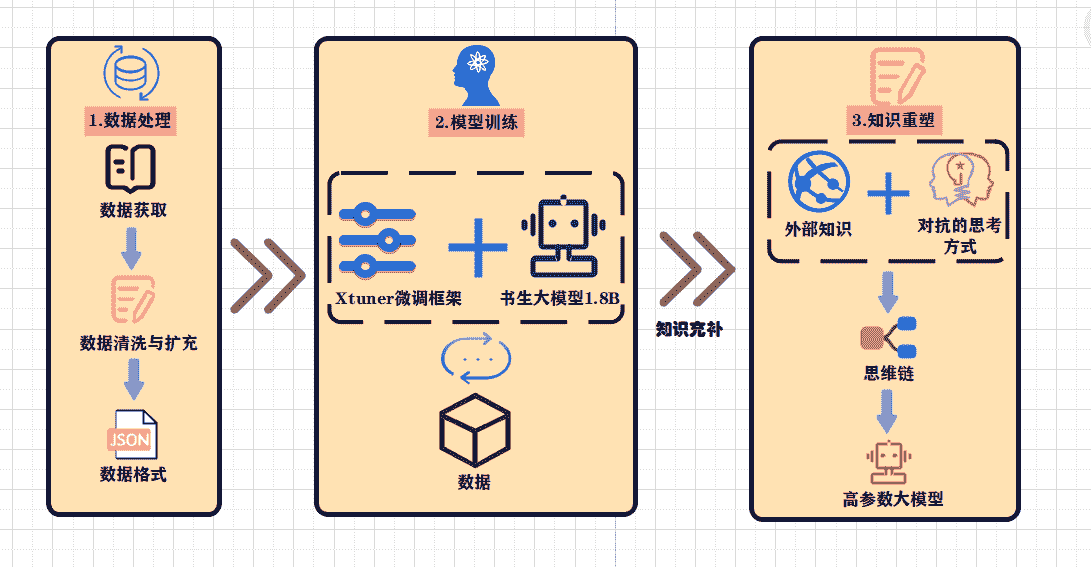 1.数据处理
数据获取
数据清洗与扩充
JSON
数据格式
2.模型训练
Xtuner微调框架
书生大模型1.8B
数据
知识充补
3.知识重塑
外部知识
对抗的思考
方式
思维链
高参数大模型